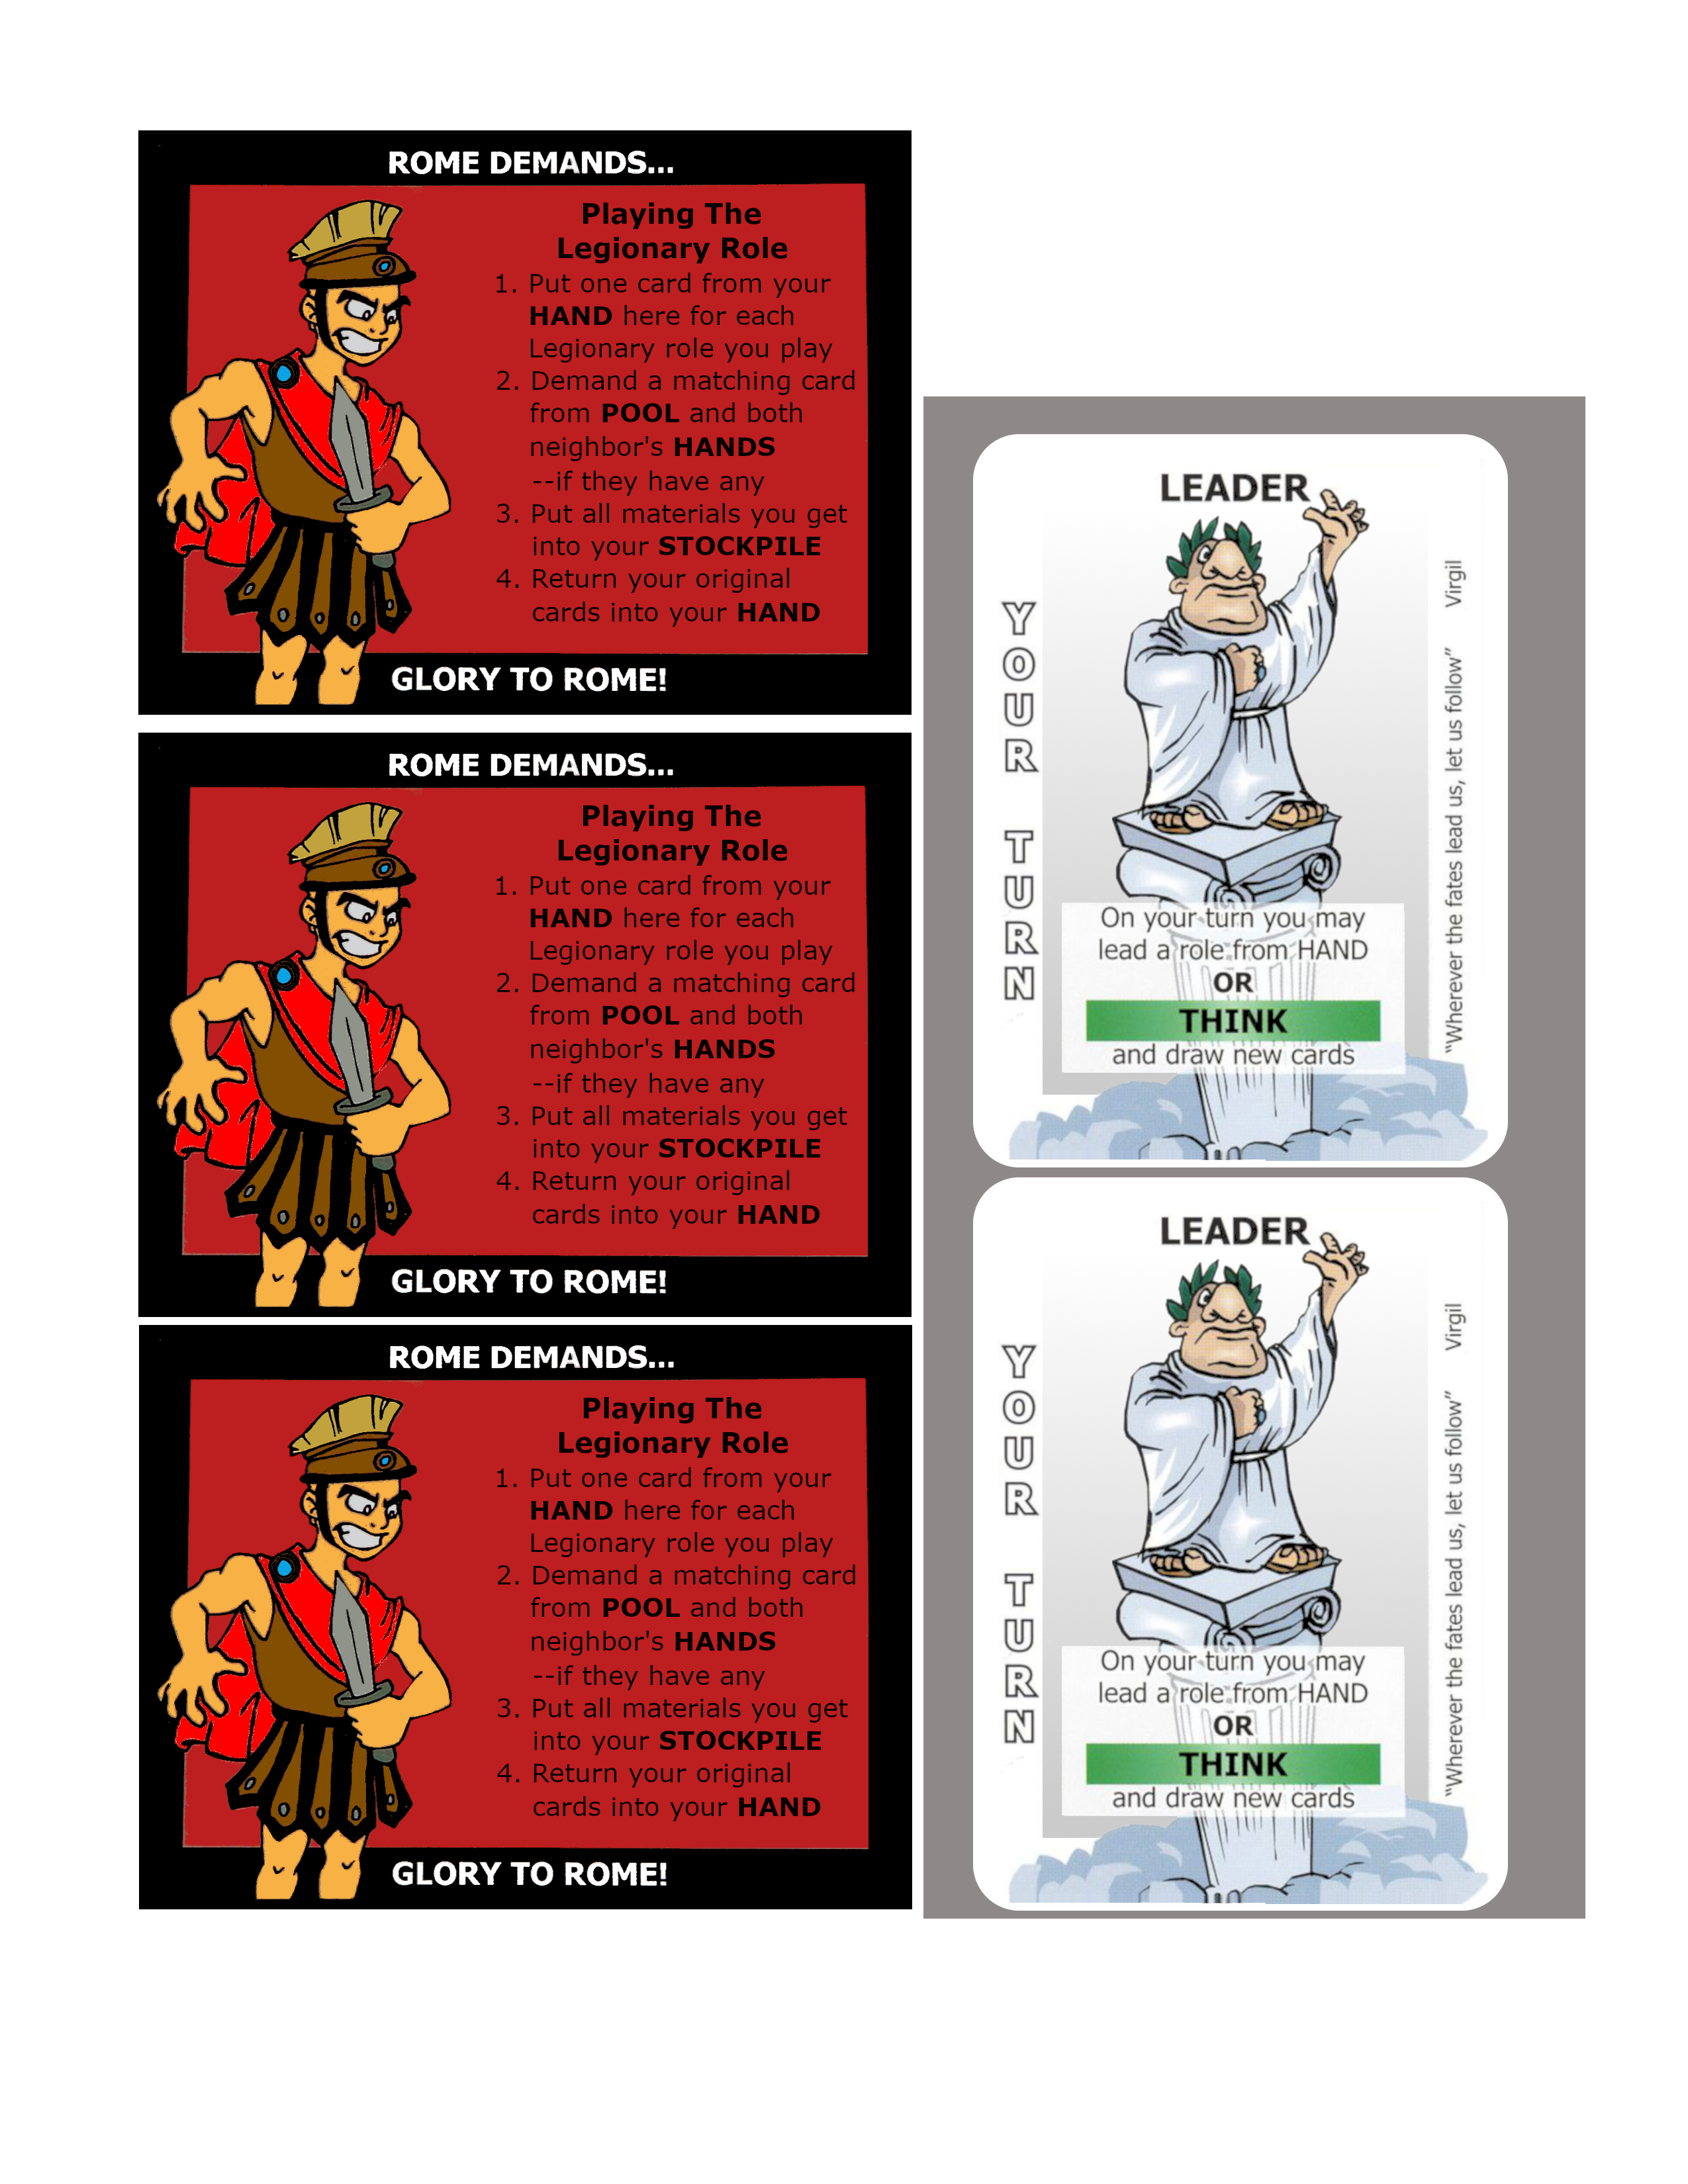 ROME DEMANDS...
Playing The
Legionary Role
1. Put one card from your
HAND here for each
Legionary role you play
2. Demand a matching card
from POOL and both
neighbor's HANDS
--if they have any
3. Put all materials you get
into your STOCKPILE
4. Return your original
cards into your HAND
GLORY TO ROME!
ROME DEMANDS...
Playing The
Legionary Role
1. Put one card from your
HAND here for each
Legionary role you play
2. Demand a matching card
from POOL and both
neighbor's HANDS
--if they have any
3. Put all materials you get
into your STOCKPILE
4. Return your original
cards into your HAND
GLORY TO ROME!
ROME DEMANDS...
Playing The
Legionary Role
1. Put one card from your
HAND here for each
Legionary role you play
2. Demand a matching card
from POOL and both
neighbor's HANDS
--if they have any
3. Put all materials you get
into your STOCKPILE
4. Return your original
cards into your HAND
GLORY TO ROME!
LEADER
YOUR TURN
On your turn you may
lead a role from HAND
OR
THINK
and draw new cards
"Wherever the fates lead us, let us follow" Virgil
LEADER
YOUR TURN
On your turn you may
lead a role from HAND
OR
THINK
and draw new cards
"Wherever the fates lead us, let us follow" Virgil